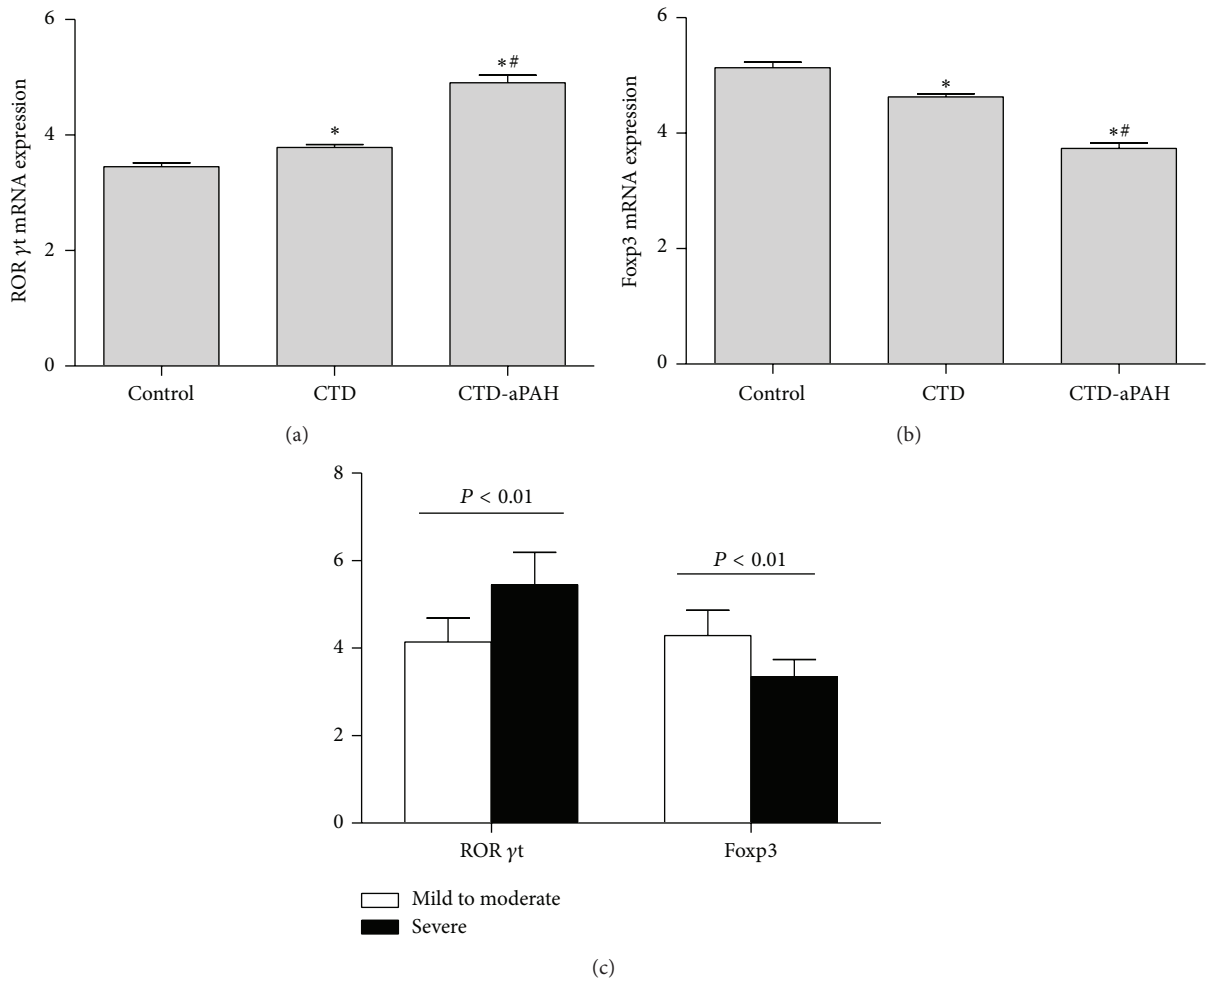 ROR γt mRNA expression
6
4
2
0
*
*#
Control
CTD
CTD-aPAH
(a)
Foxp3 mRNA expression
6
4
2
0
*
*#
Control
CTD
CTD-aPAH
(b)
8
6
4
2
0
P < 0.01
P < 0.01
ROR γt
Foxp3
Mild to moderate
Severe
(c)